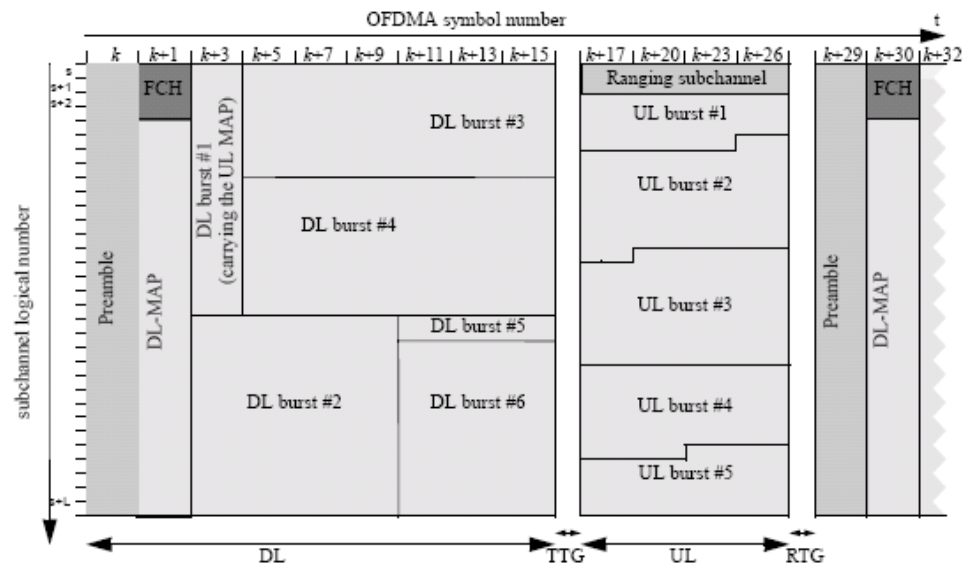 OFDMA symbol number
t
k k+1 k+3 k+5 k+7 k+9 k+11 k+13 k+15 k+17 k+20 k+23 k+26 k+29 k+30 k+32
s
s+1
s+2
s+L
subchannel logical number
Preamble
FCH
DL-MAP
DL burst #1
(carrying the UL MAP)
DL burst #3
DL burst #4
DL burst #5
DL burst #2
DL burst #6
Ranging subchannel
UL burst #1
UL burst #2
UL burst #3
UL burst #4
UL burst #5
Preamble
FCH
DL-MAP
DL
TTG
UL
RTG